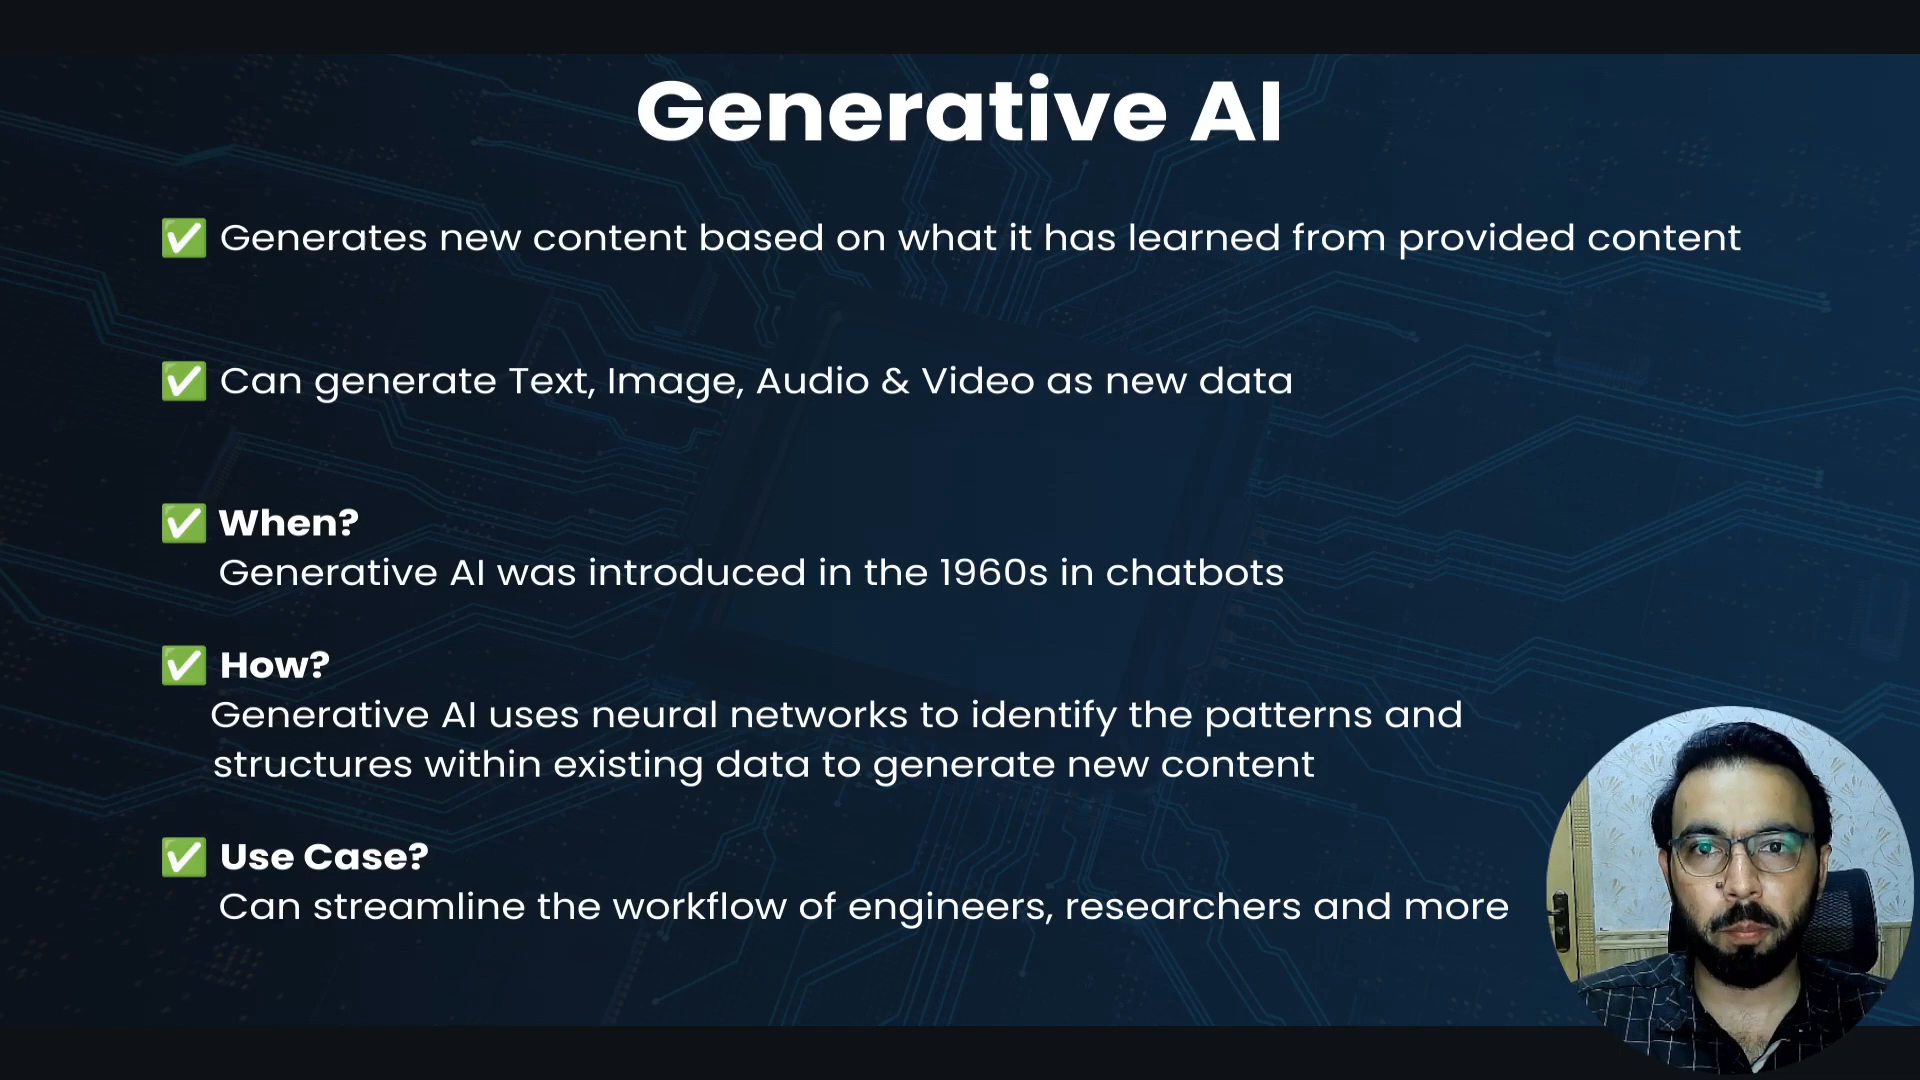 Generative AI
✅ Generates new content based on what it has learned from provided content
✅ Can generate Text, Image, Audio & Video as new data
✅ When?
Generative AI was introduced in the 1960s in chatbots
✅ How?
Generative AI uses neural networks to identify the patterns and
structures within existing data to generate new content
✅ Use Case?
Can streamline the workflow of engineers, researchers and more